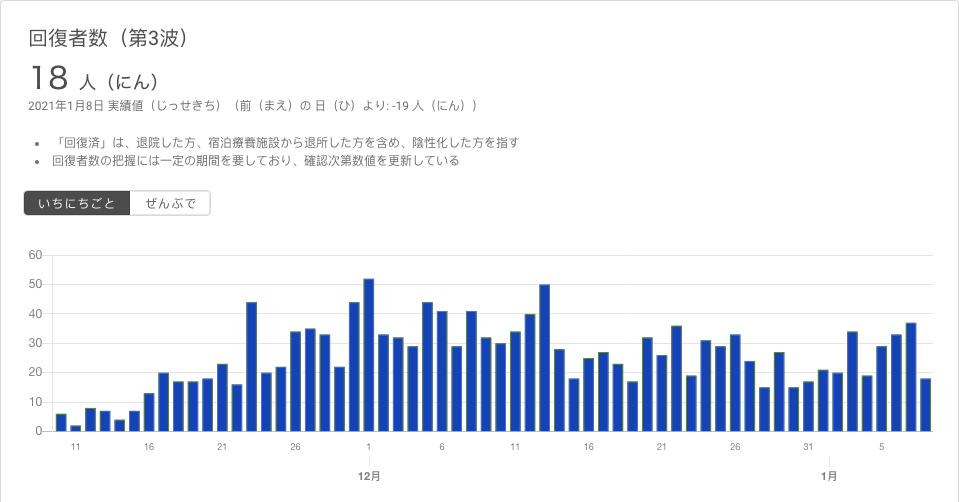 回復者数（第3波）
18 人（にん）
2021年1月8日 実績値（じっせきち）（前（まえ）の 日（ひ）より: -19 人（にん））
• 「回復済」は、退院した方、宿泊療養施設から退所した方を含め、陰性化した方を指す
• 回復者数の把握には一定の期間を要しており、確認次第数値を更新している
いちにちごと ぜんぶで
60
50
40
30
20
10
0
11 16 21 26 1 6 11 16 21 26 31 5
12月 1月